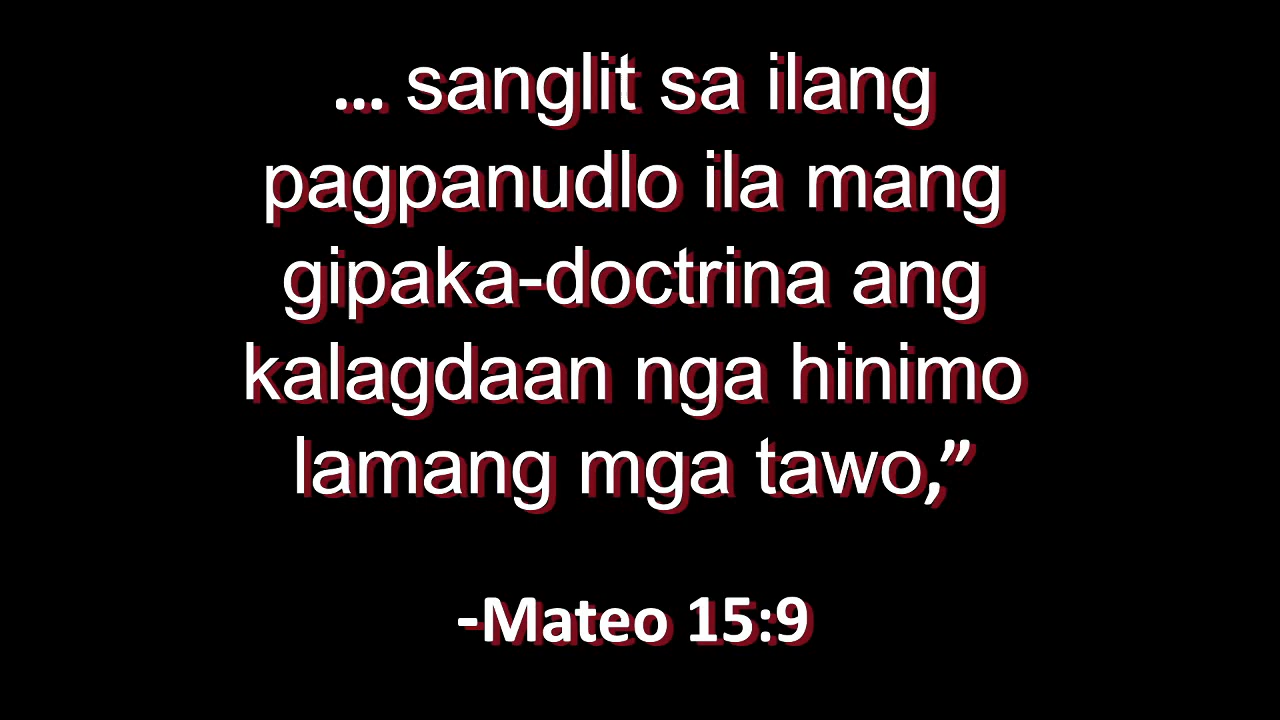 ... sanglit sa ilang
pagpanudlo ila mang
gipaka-doctrina ang
kalagdaan nga hinimo
lamang mga tawo,”
-Mateo 15:9